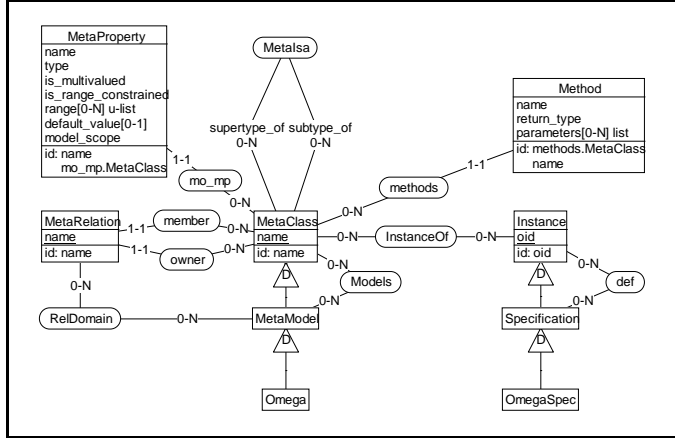 MetaProperty
name
type
is_multivalued
is_range_constrained
range[0-N] u-list
default_value[0-1]
model_scope
id: name
mo_mp.MetaClass
MetaIsa
supertype_of
0-N
subtype_of
0-N
Method
name
return_type
parameters[0-N] list
id: methods.MetaClass
name
1-1
mo_mp
0-N
1-1
methods
0-N
MetaRelation
name
id: name
1-1
member
0-N
1-1
owner
0-N
MetaClass
name
id: name
0-N
InstanceOf
0-N
Instance
oid
id: oid
0-N
RelDomain
0-N
D
0-N
Models
0-N
MetaModel
D
Omega
D
0-N
def
0-N
Specification
D
OmegaSpec